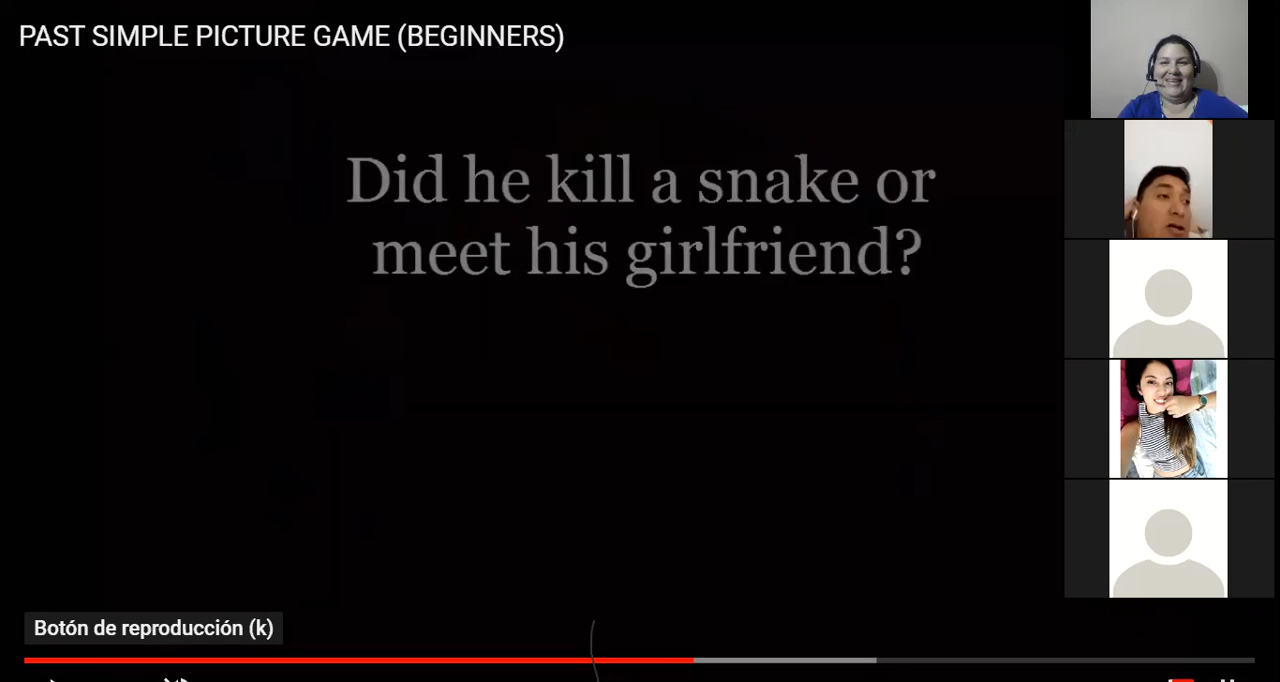 PAST SIMPLE PICTURE GAME (BEGINNERS)
Did he kill a snake or
meet his girlfriend?
Botón de reproducción (k)